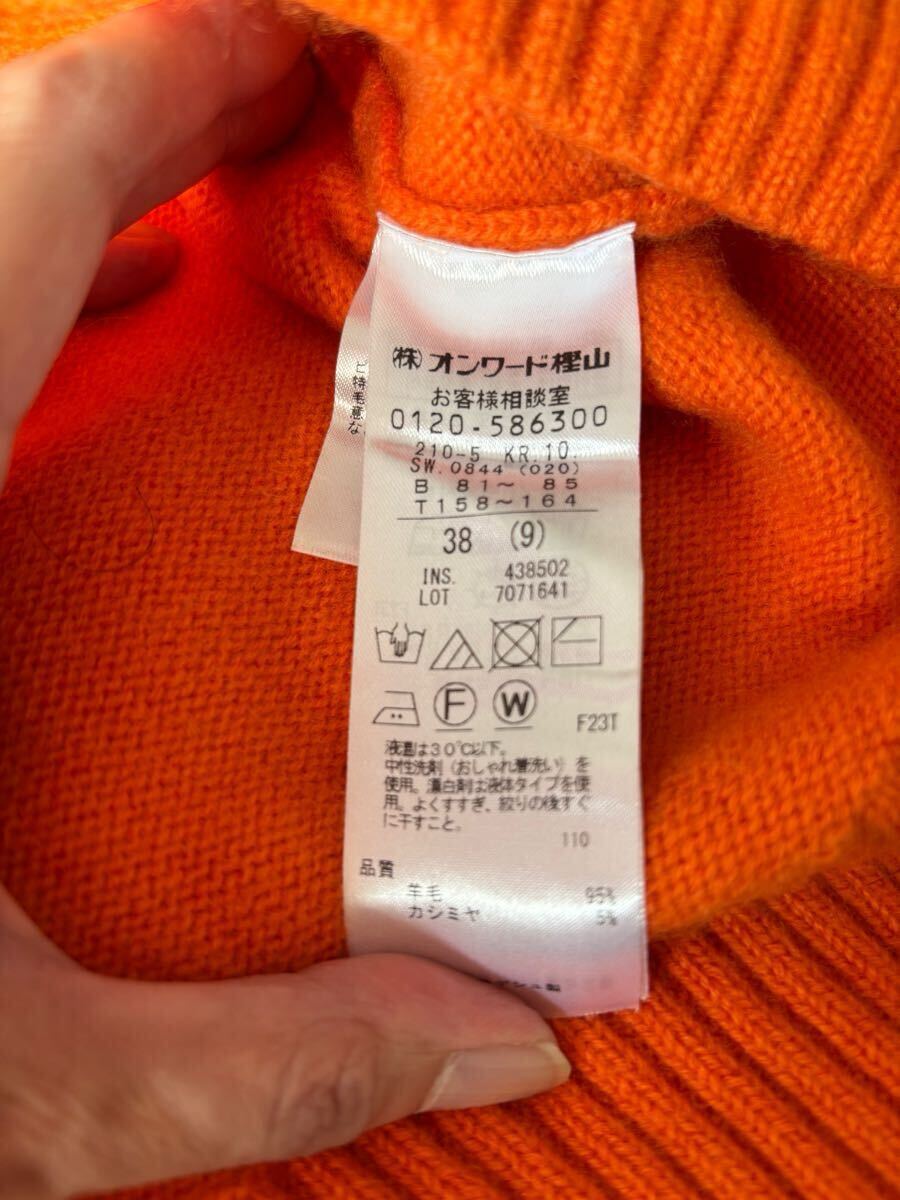 (株)オンワード樫山
お客様相談室
0120-586300
210-5 KR.10.
SW.0844 (020)
B 81～ 85
T158～164
38 (9)
INS. 438502
LOT 7071641
F W F23T
液温は30℃以下。
中性洗剤（おしゃれ着洗い）を
使用。漂白剤は液体タイプを使
用。よくすすぎ、絞りの後すぐ
に干すこと。
110
品質
羊毛 95%
カシミヤ 5%